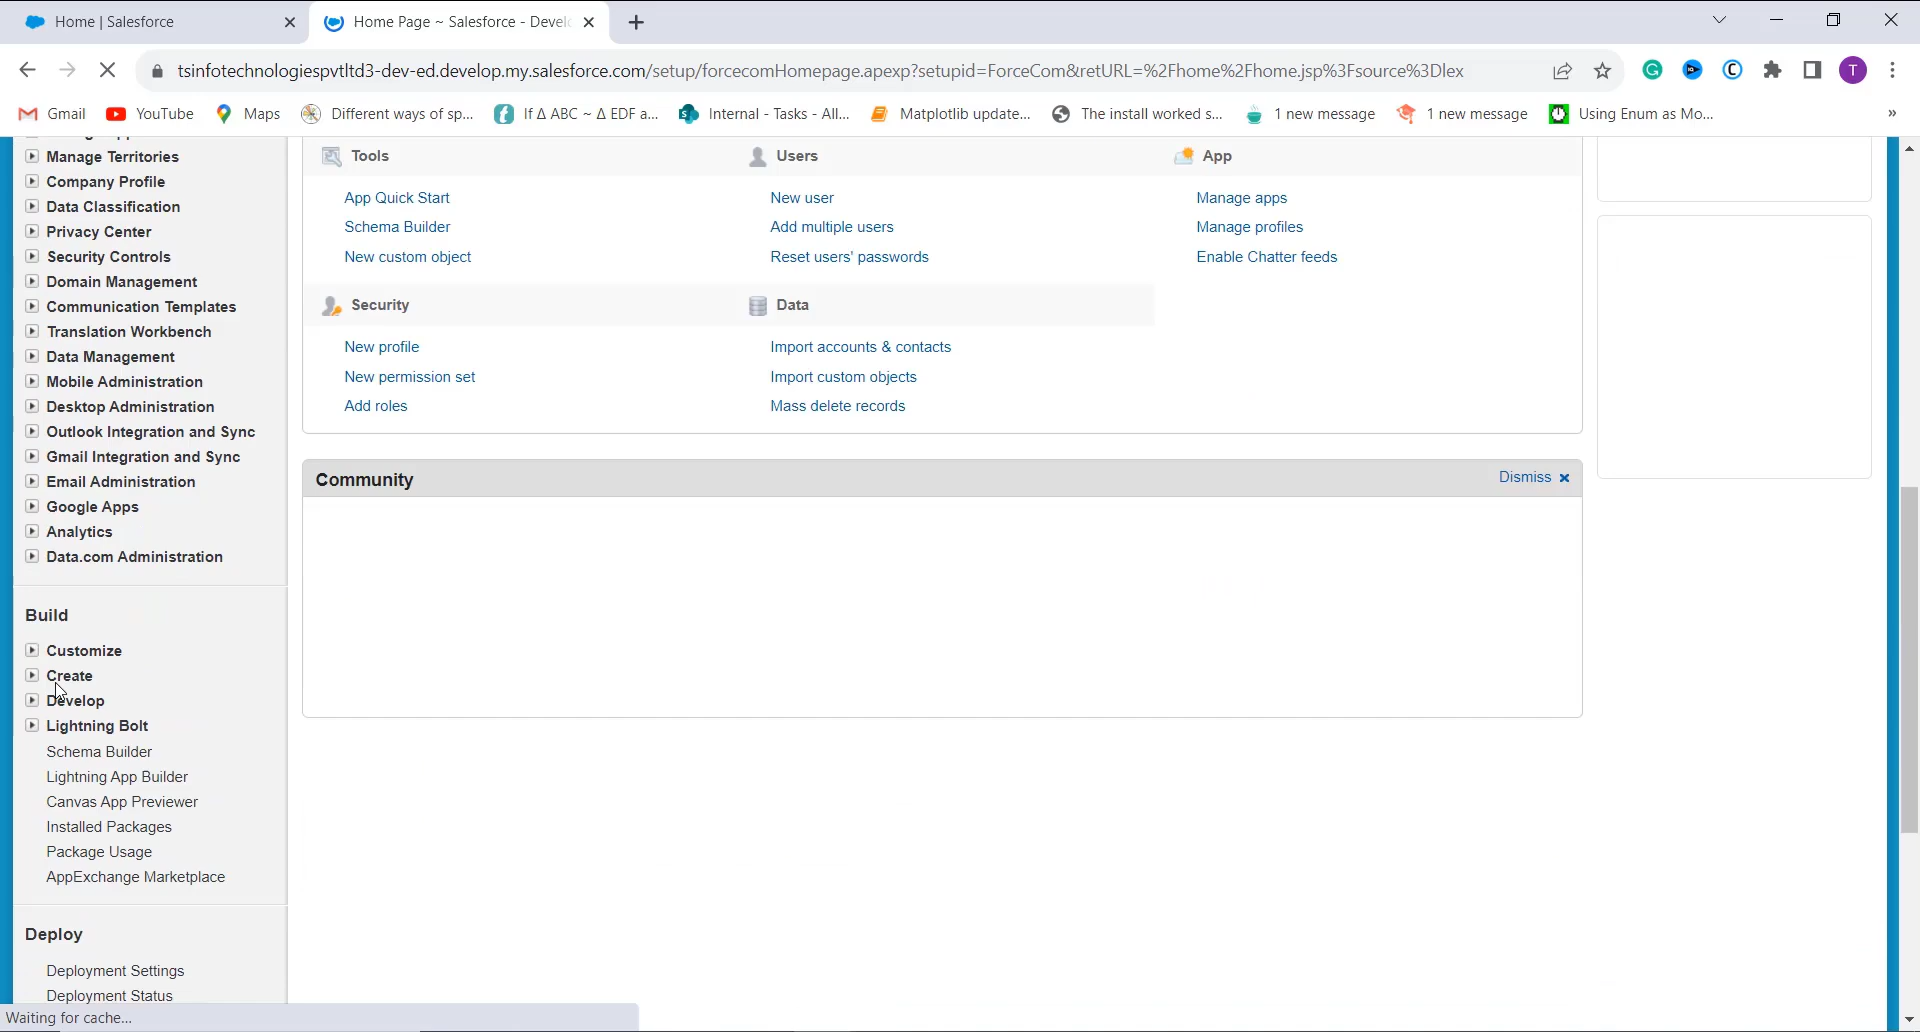 Home | Salesforce
Home Page ~ Salesforce - Devel
tsinfotechnologiespvtltd3-dev-ed.develop.my.salesforce.com/setup/forcecomHomepage.apexp?setupid=ForceCom&retURL=%2Fhome%2Fhome.jsp%3Fsource%3Dlex
T
Gmail
YouTube
Maps
Different ways of sp...
If Δ ABC ~ Δ EDF a...
Internal - Tasks - All...
Matplotlib update...
The install worked s...
1 new message
1 new message
Using Enum as Mo...
»
Manage Territories
Company Profile
Data Classification
Privacy Center
Security Controls
Domain Management
Communication Templates
Translation Workbench
Data Management
Mobile Administration
Desktop Administration
Outlook Integration and Sync
Gmail Integration and Sync
Email Administration
Google Apps
Analytics
Data.com Administration
Build
Customize
Create
Develop
Lightning Bolt
Schema Builder
Lightning App Builder
Canvas App Previewer
Installed Packages
Package Usage
AppExchange Marketplace
Deploy
Deployment Settings
Deployment Status
Tools
App Quick Start
Schema Builder
New custom object
Users
New user
Add multiple users
Reset users' passwords
App
Manage apps
Manage profiles
Enable Chatter feeds
Security
New profile
New permission set
Add roles
Data
Import accounts & contacts
Import custom objects
Mass delete records
Community
Dismiss
Waiting for cache...